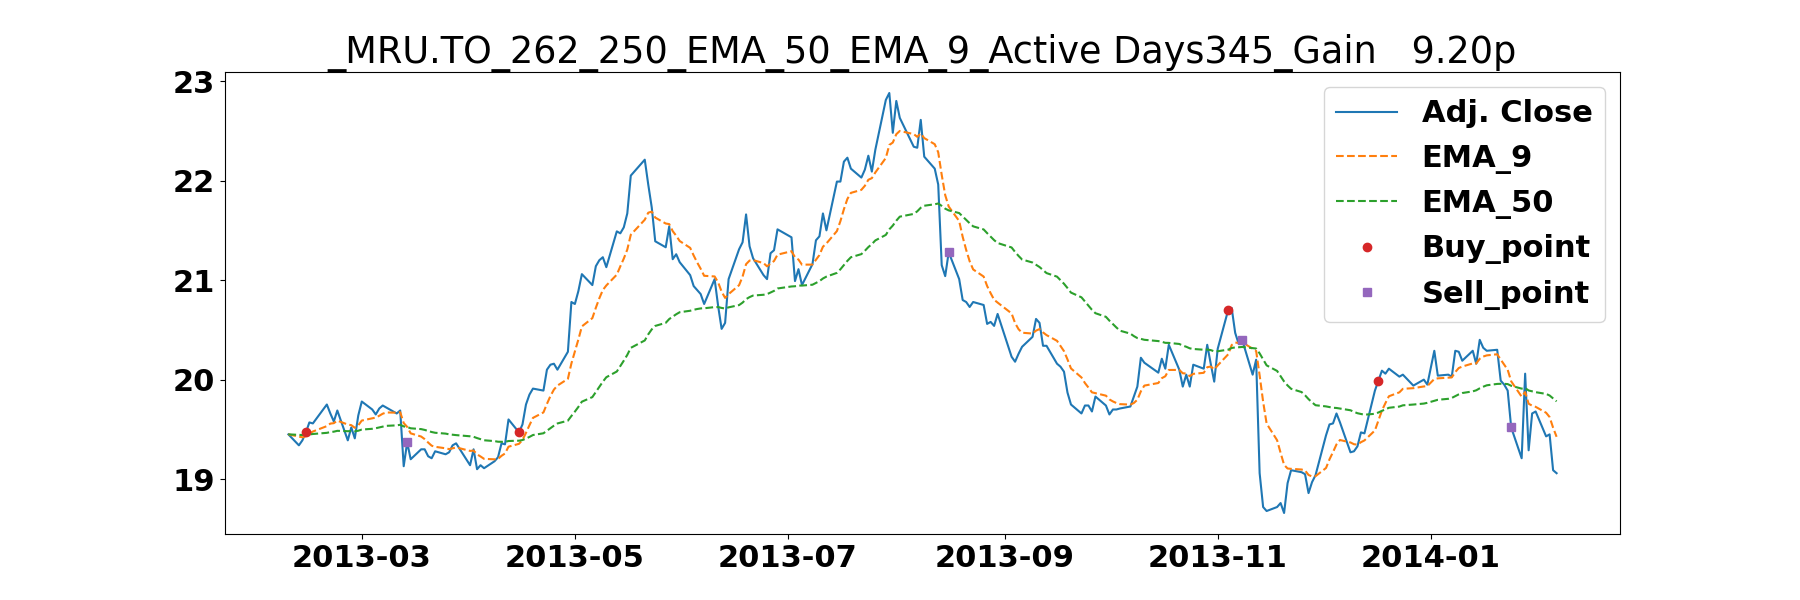 _MRU.TO_262_250_EMA_50_EMA_9_Active Days345_Gain   9.20p
23
22
21
20
19
Adj. Close
EMA_9
EMA_50
Buy_point
Sell_point
2013-03 2013-05 2013-07 2013-09 2013-11 2014-01